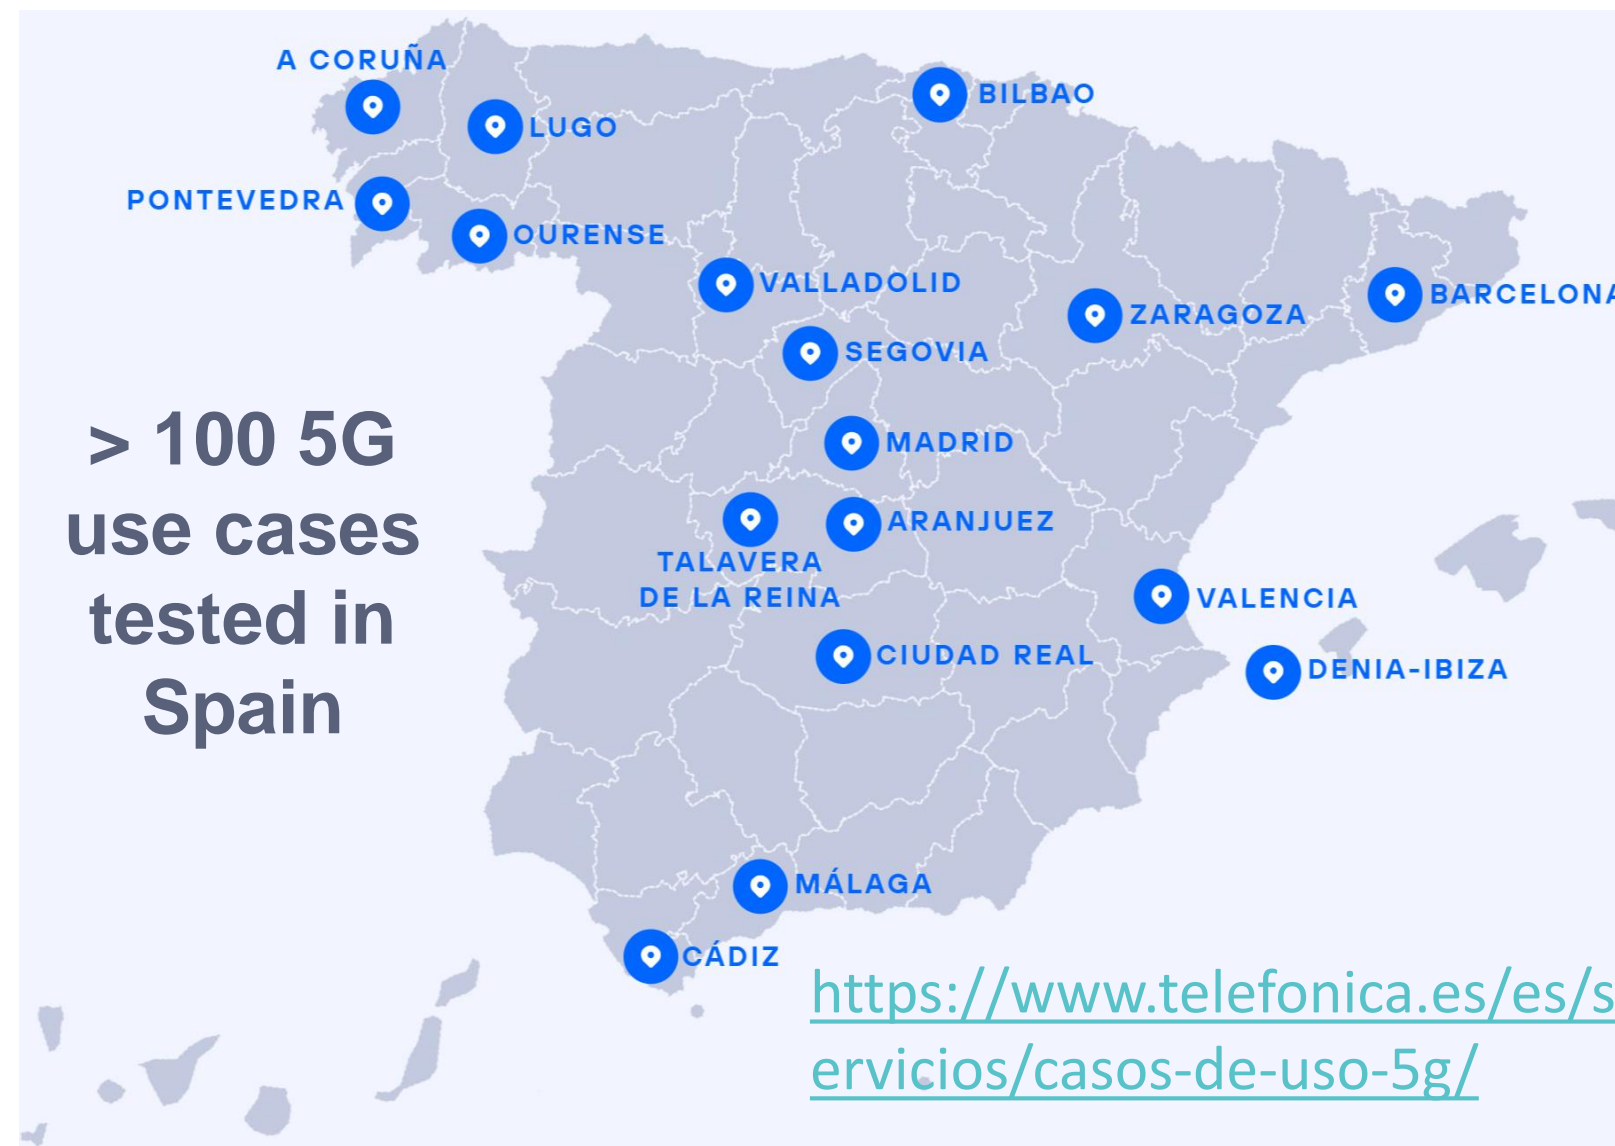 A CORUÑA
LUGO
BILBAO
PONTEVEDRA
OURENSE
VALLADOLID
ZARAGOZA
BARCELONA
SEGOVIA
MADRID
TALAVERA
DE LA REINA
ARANJUEZ
VALENCIA
CIUDAD REAL
DENIA-IBIZA
MÁLAGA
CÁDIZ
> 100 5G
use cases
tested in
Spain
https://www.telefonica.es/es/s
ervicios/casos-de-uso-5g/